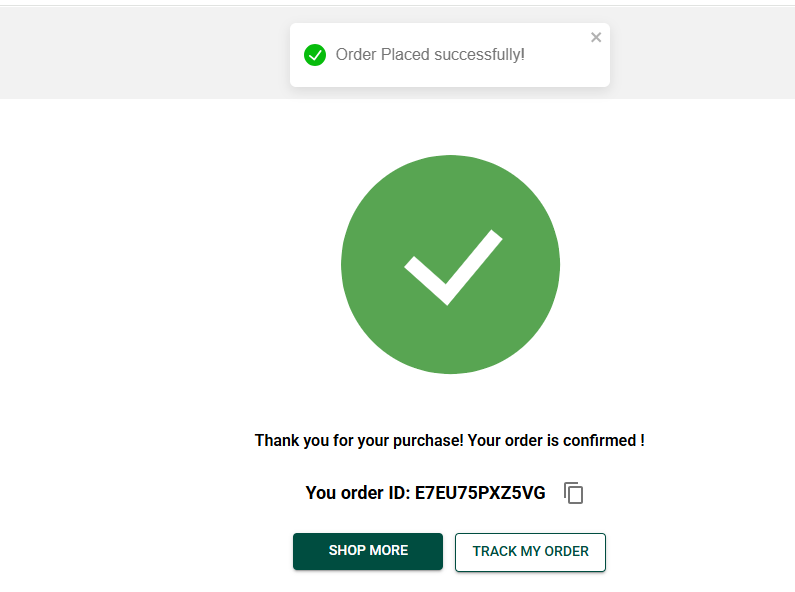 Order Placed successfully!
Thank you for your purchase! Your order is confirmed !
You order ID: E7EU75PXZ5VG
SHOP MORE
TRACK MY ORDER